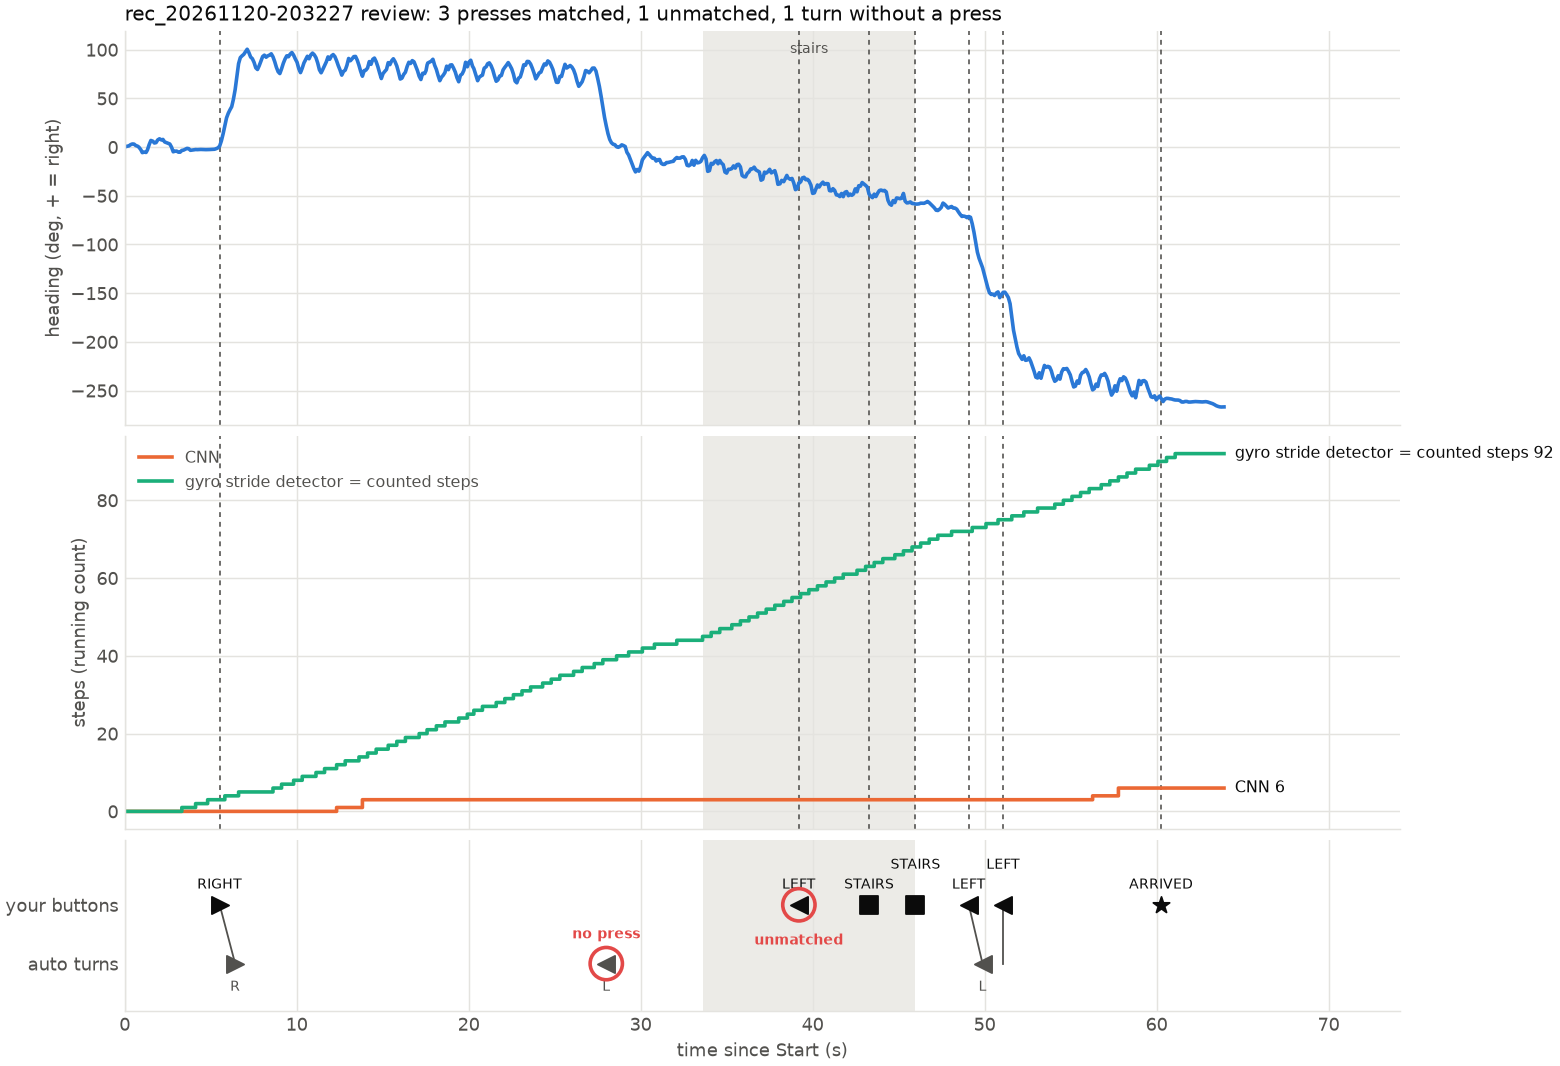 rec_20261120-203227 review: 3 presses matched, 1 unmatched, 1 turn without a press
stairs
100
50
0
−50
−100
−150
−200
−250
heading (deg, + = right)
CNN
gyro stride detector = counted steps
gyro stride detector = counted steps 92
CNN 6
80
60
40
20
0
steps (running count)
STAIRS
LEFT
RIGHT
LEFT
STAIRS
LEFT
ARRIVED
your buttons
no press
unmatched
auto turns
R
L
L
0
10
20
30
40
50
60
70
time since Start (s)